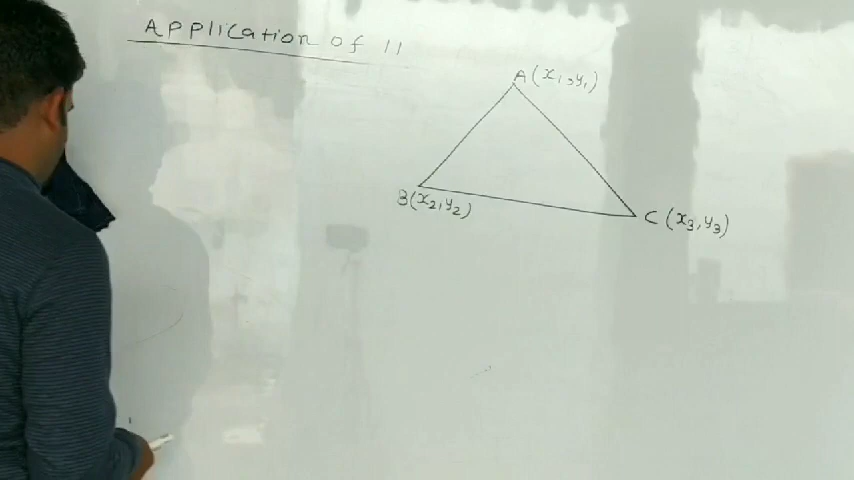 Application of ||
A(x₁,y₁)
B(x₂,y₂)
C(x₃,y₃)